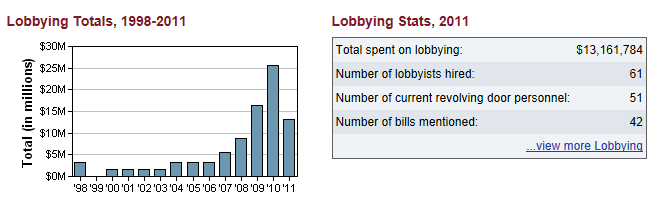 Lobbying Totals, 1998-2011
Total (in millions)
$30M
$25M
$20M
$15M
$10M
$5M
$0M
'98 '99 '00 '01 '02 '03 '04 '05 '06 '07 '08 '09 '10 '11
Lobbying Stats, 2011
Total spent on lobbying: $13,161,784
Number of lobbyists hired: 61
Number of current revolving door personnel: 51
Number of bills mentioned: 42
...view more Lobbying